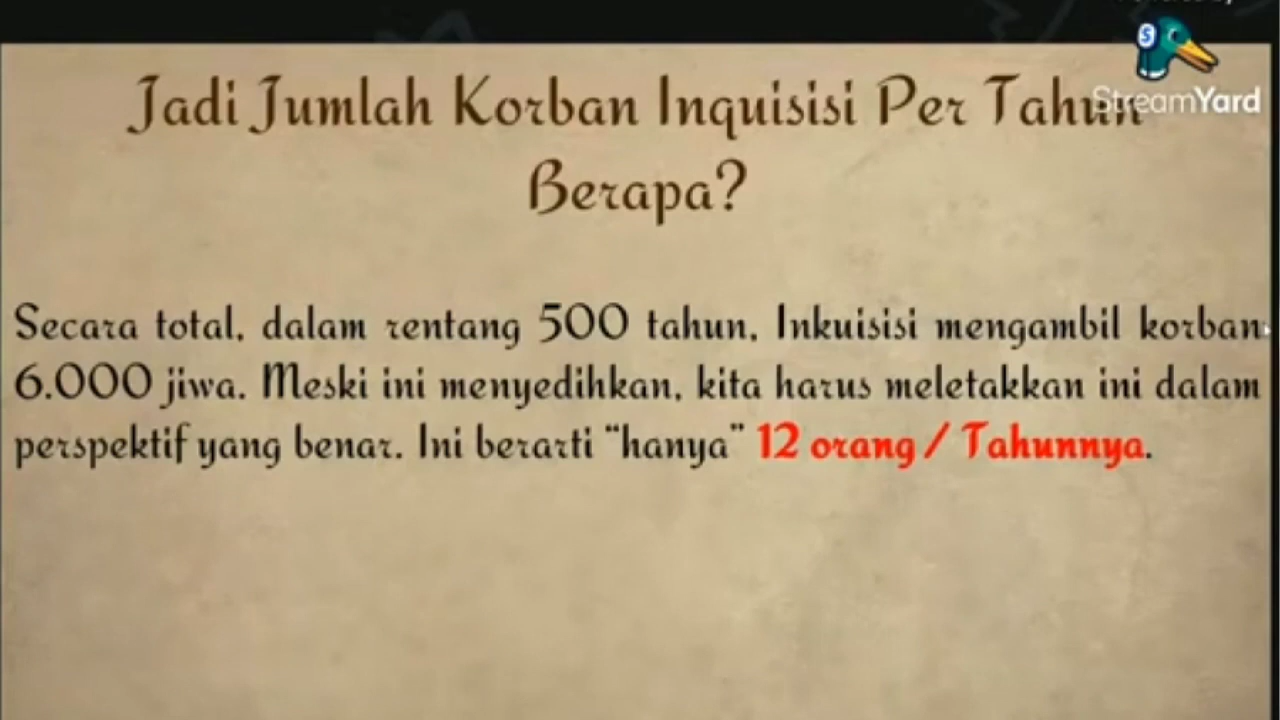 Jadi Jumlah Korban Inquisisi Per Tahun
StreamYard
Berapa?
Secara total, dalam rentang 500 tahun, Inkuisisi mengambil korban
6.000 jiwa. Meski ini menyedihkan, kita harus meletakkan ini dalam
perspektif yang benar. Ini berarti "hanya" 12 orang / Tahunnya.